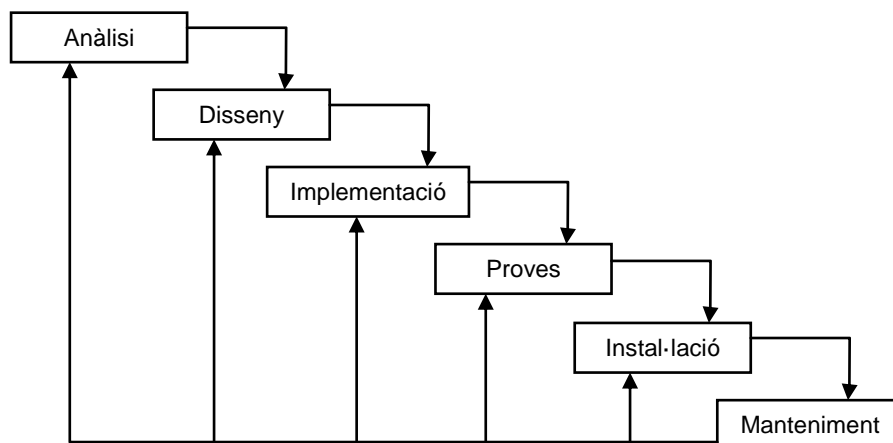 Anàlisi
Disseny
Implementació
Proves
Instal·lació
Manteniment